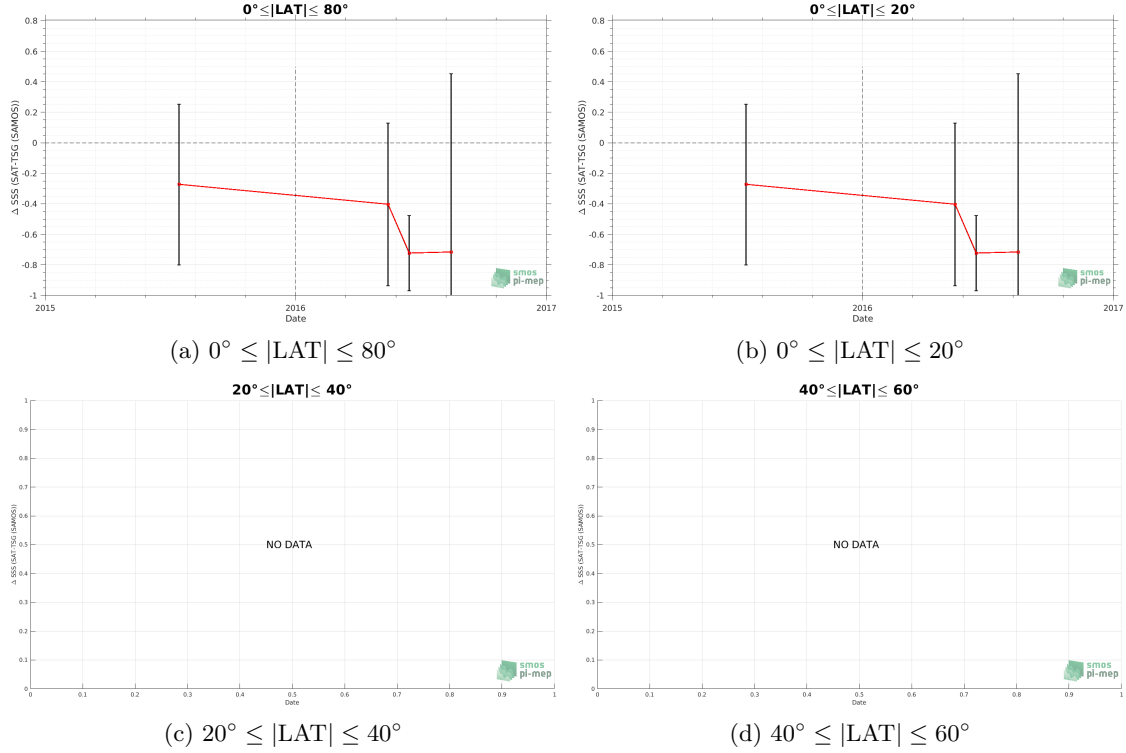 0°≤|LAT|≤ 80°
0.8
0.6
0.4
0.2
0
-0.2
-0.4
-0.6
-0.8
-1
Δ SSS (SAT-TSG (SAMOS))
2015
2016
2017
Date
smos
pi-mep
(a) 0° ≤ |LAT| ≤ 80°
0°≤|LAT|≤ 20°
0.8
0.6
0.4
0.2
0
-0.2
-0.4
-0.6
-0.8
-1
Δ SSS (SAT-TSG (SAMOS))
2015
2016
2017
Date
smos
pi-mep
(b) 0° ≤ |LAT| ≤ 20°
20°≤|LAT|≤ 40°
1
0.9
0.8
0.7
0.6
0.5
0.4
0.3
0.2
0.1
0
Δ SSS (SAT-TSG (SAMOS))
NO DATA
0 0.1 0.2 0.3 0.4 0.5 0.6 0.7 0.8 0.9 1
Date
smos
pi-mep
(c) 20° ≤ |LAT| ≤ 40°
40°≤|LAT|≤ 60°
1
0.9
0.8
0.7
0.6
0.5
0.4
0.3
0.2
0.1
0
Δ SSS (SAT-TSG (SAMOS))
NO DATA
0 0.1 0.2 0.3 0.4 0.5 0.6 0.7 0.8 0.9 1
Date
smos
pi-mep
(d) 40° ≤ |LAT| ≤ 60°